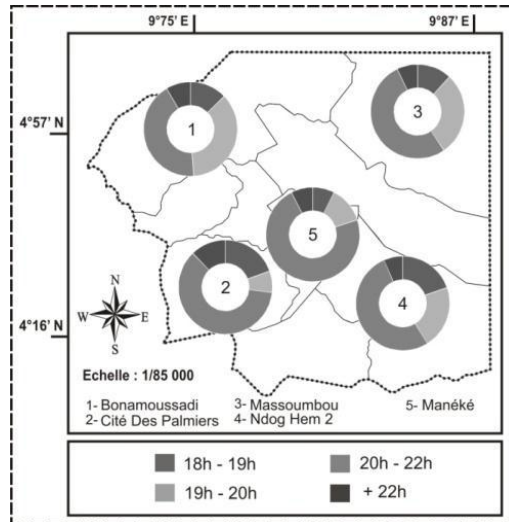 9°75' E 9°87' E
4°57' N
1
3
5
2
4
N
W E
S
4°16' N
Echelle : 1/85 000
1- Bonamoussadi 3- Massoumbou 5- Manéké
2- Cité Des Palmiers 4- Ndog Hem 2
18h - 19h 20h - 22h
19h - 20h + 22h